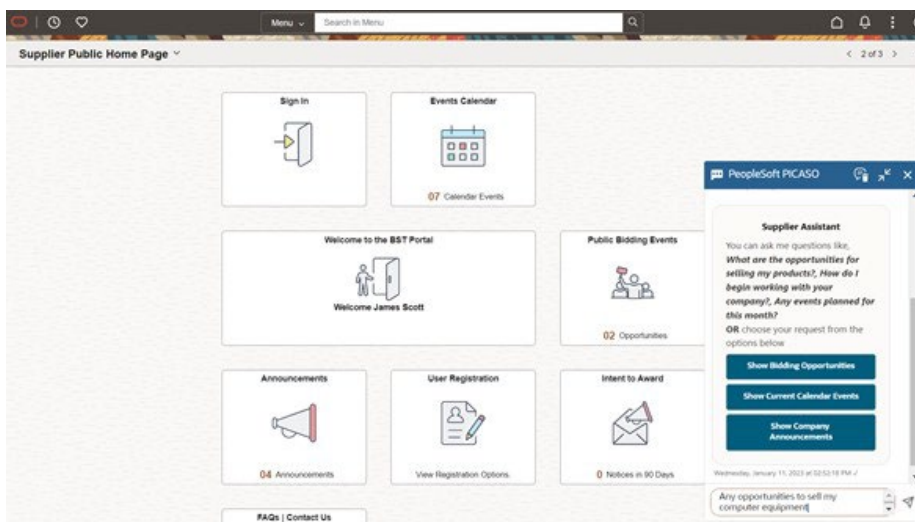 Menu
Search in Menu
Supplier Public Home Page
2 of 3
Sign In
Events Calendar
07 Calendar Events
Welcome to the BST Portal
Welcome James Scott
Public Bidding Events
02 Opportunities
Announcements
04 Announcements
User Registration
View Registration Options
Intent to Award
0 Notices in 90 Days
FAQs | Contact Us
PeopleSoft PICASO
Supplier Assistant
You can ask me questions like,
What are the opportunities for
selling my products?, How do I
begin working with your
company?, Any events planned for
this month?
OR choose your request from the
options below
Show Bidding Opportunities
Show Current Calendar Events
Show Company
Announcements
Wednesday, January 11, 2023 at 02:52:18 PM
Any opportunities to sell my
computer equipment